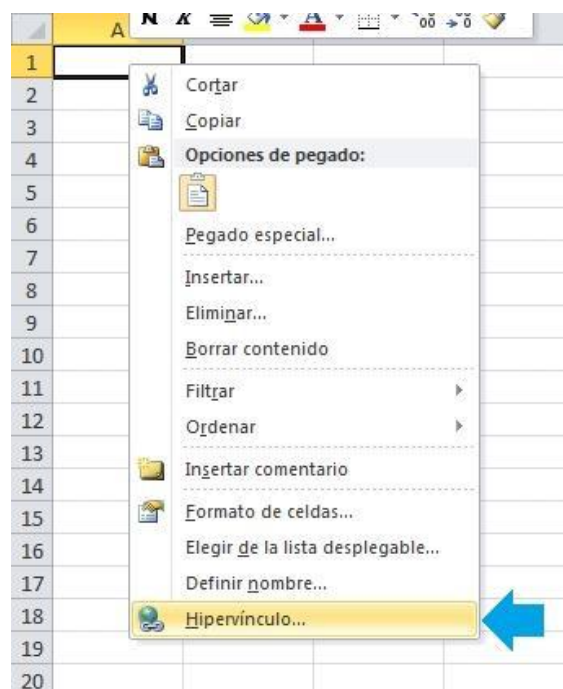 N K A
A
1
2
3
4
5
6
7
8
9
10
11
12
13
14
15
16
17
18
19
20
Cortar
Copiar
Opciones de pegado:
Pegado especial...
Insertar...
Eliminar...
Borrar contenido
Filtrar
Ordenar
Insertar comentario
Formato de celdas...
Elegir de la lista desplegable...
Definir nombre...
Hipervínculo...